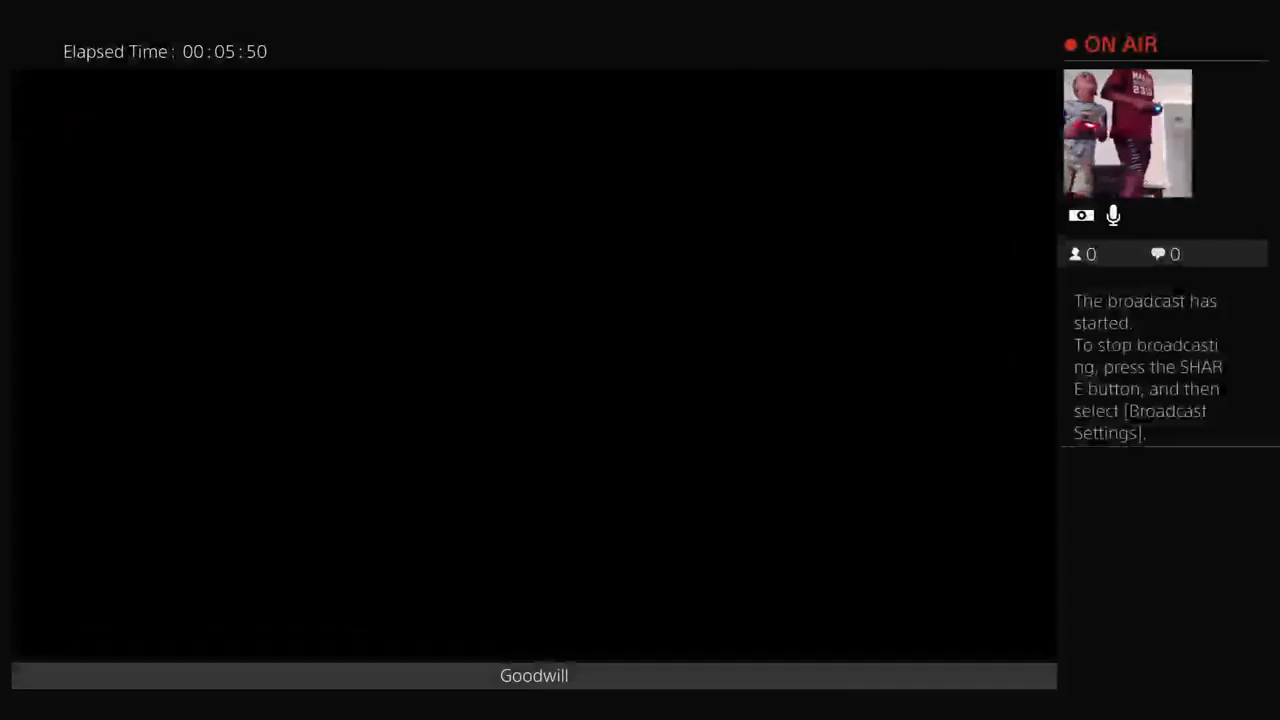 Elapsed Time: 00:05:50
ON AIR
0 0
The broadcast has
started.
To stop broadcasti
ng, press the SHAR
E button, and then
select [Broadcast
Settings].
Goodwill